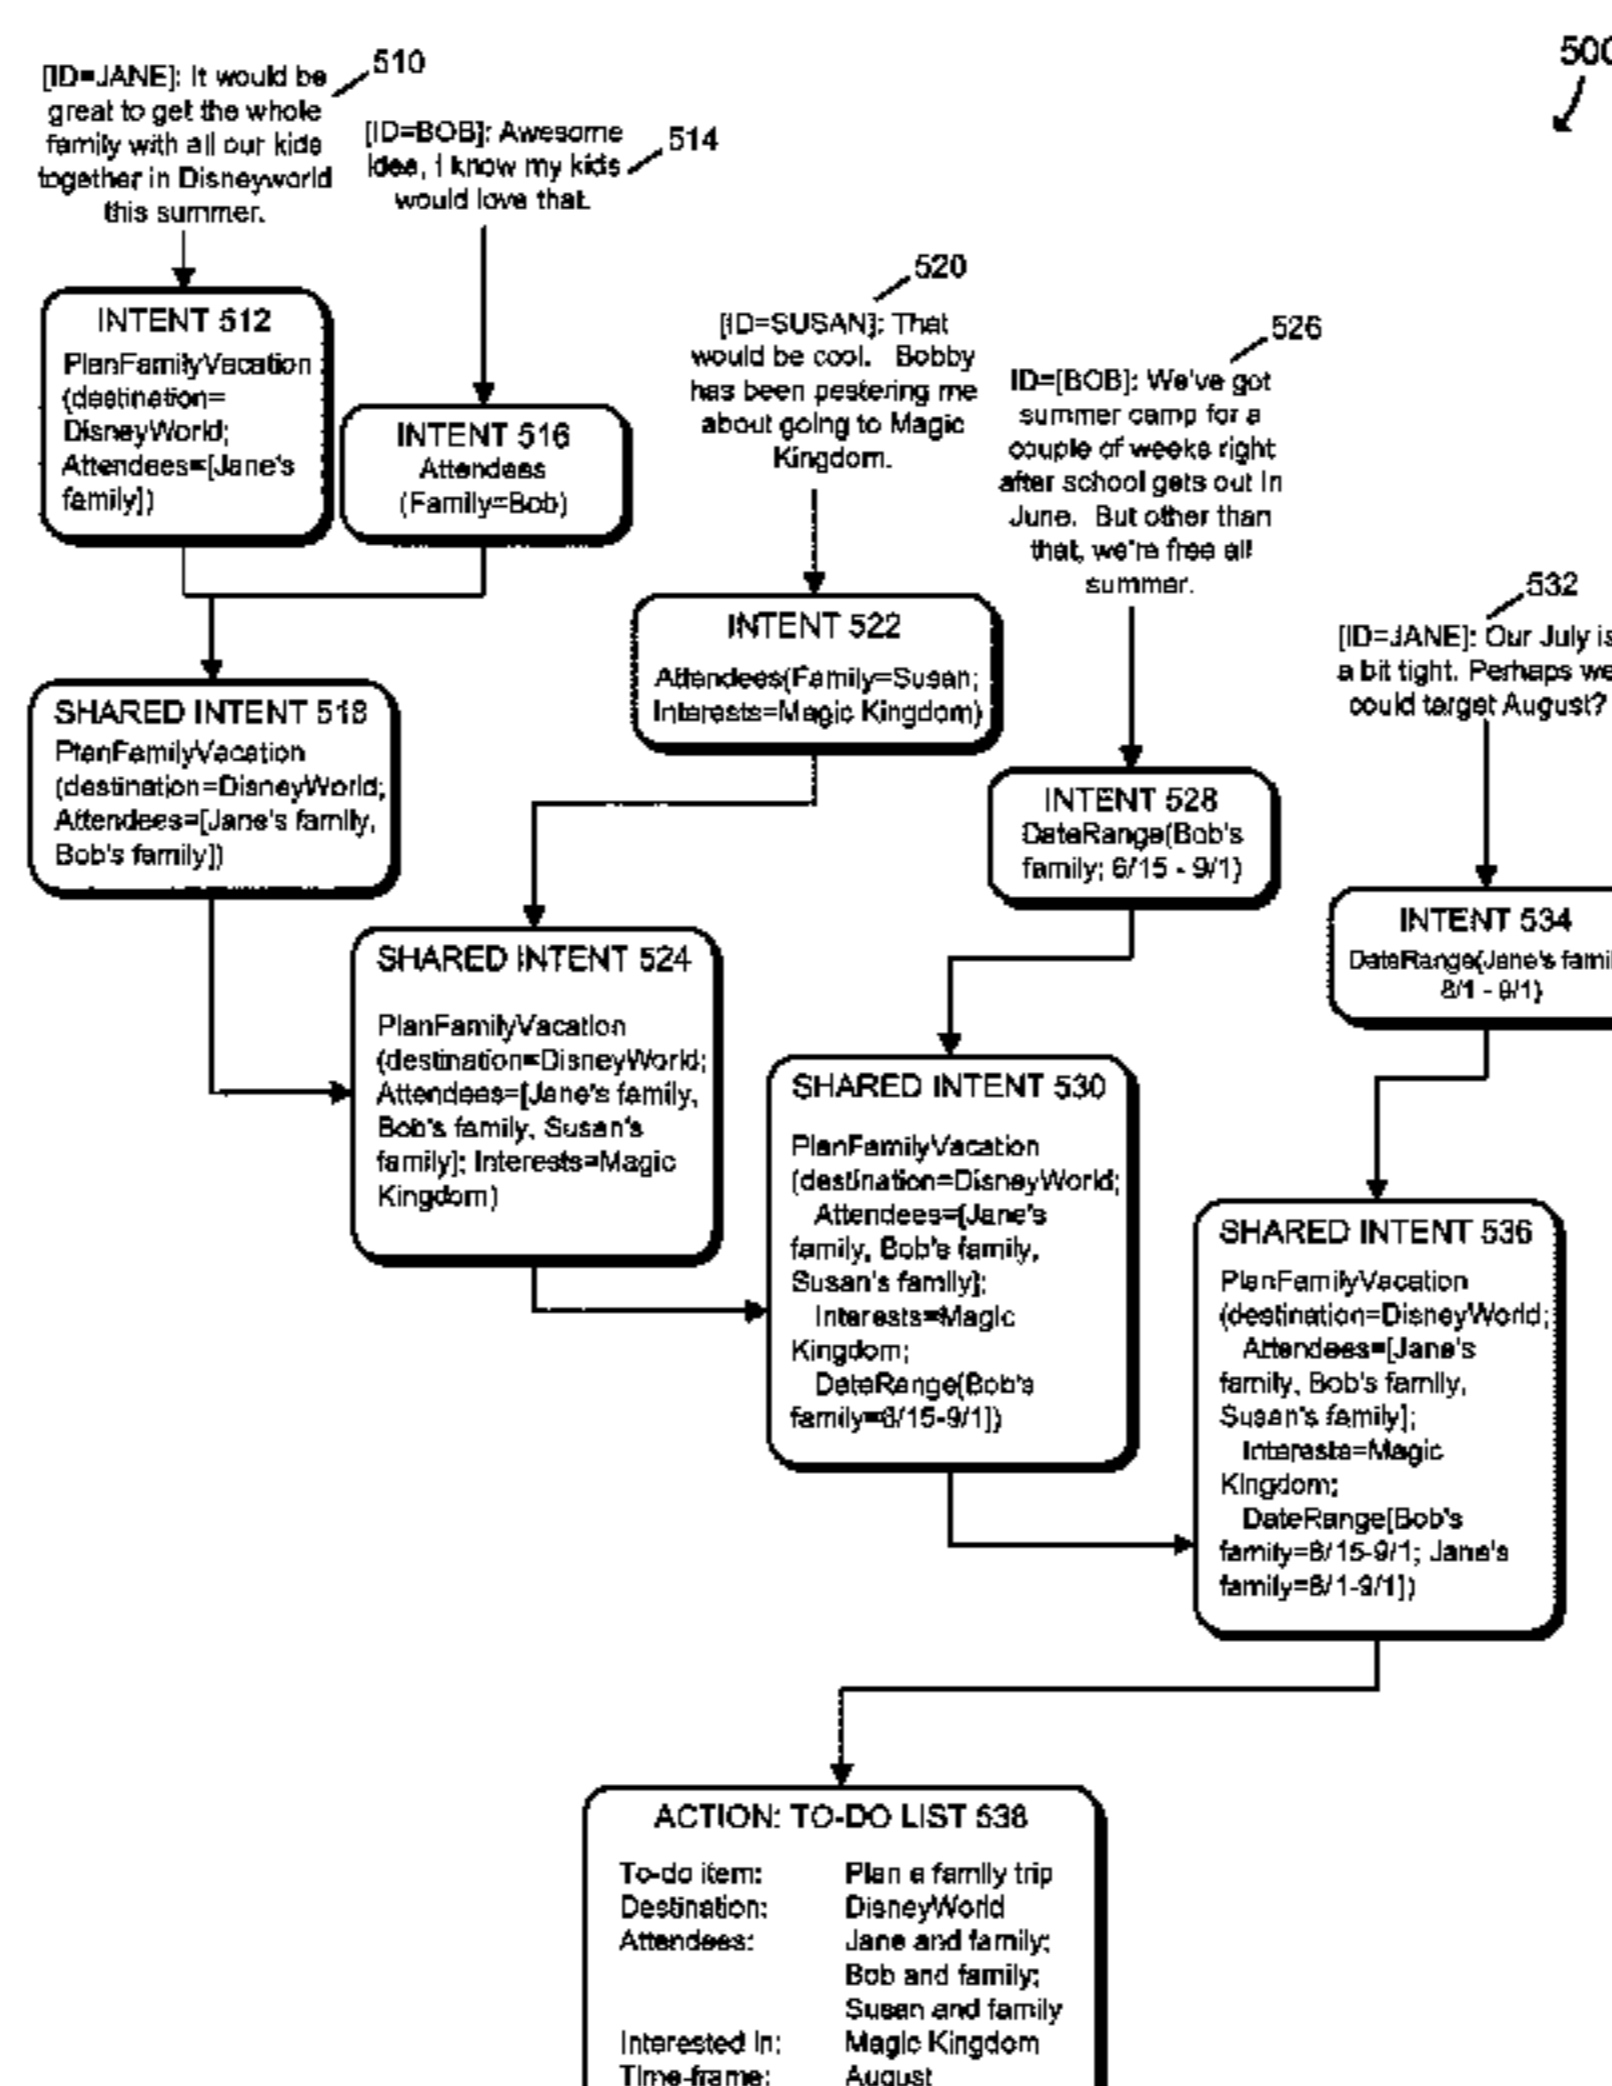 500
510
[ID=JANE]: It would be
great to get the whole
family with all our kids
together in Disneyworld
this summer.
514
[ID=BOB]: Awesome
idea, I know my kids
would love that.
INTENT 512
PlanFamilyVacation
(destination=
DisneyWorld;
Attendees=[Jane's
family])
INTENT 516
Attendees
(Family=Bob)
520
[ID=SUSAN]: That
would be cool. Bobby
has been pestering me
about going to Magic
Kingdom.
526
ID=[BOB]: We've got
summer camp for a
couple of weeks right
after school gets out in
June. But other than
that, we're free all
summer.
532
[ID=JANE]: Our July is
a bit tight. Perhaps we
could target August?
INTENT 522
Attendees(Family=Susan;
Interests=Magic Kingdom)
SHARED INTENT 518
PlanFamilyVacation
(destination=DisneyWorld;
Attendees=[Jane's family,
Bob's family])
INTENT 528
DateRange(Bob's
family; 6/15 - 9/1)
INTENT 534
DateRange(Jane's famil
8/1 - 9/1)
SHARED INTENT 524
PlanFamilyVacation
(destination=DisneyWorld;
Attendees=[Jane's family,
Bob's family, Susan's
family]; Interests=Magic
Kingdom)
SHARED INTENT 530
PlanFamilyVacation
(destination=DisneyWorld;
Attendees=[Jane's
family, Bob's family,
Susan's family];
Interests=Magic
Kingdom;
DateRange[Bob's
family=6/15-9/1])
SHARED INTENT 536
PlanFamilyVacation
(destination=DisneyWorld;
Attendees=[Jane's
family, Bob's family,
Susan's family];
Interests=Magic
Kingdom;
DateRange[Bob's
family=6/15-9/1; Jane's
family=8/1-9/1])
ACTION: TO-DO LIST 538
To-do item: Plan a family trip
Destination: DisneyWorld
Attendees: Jane and family;
Bob and family;
Susan and family
Interested In: Magic Kingdom
Time-frame: August